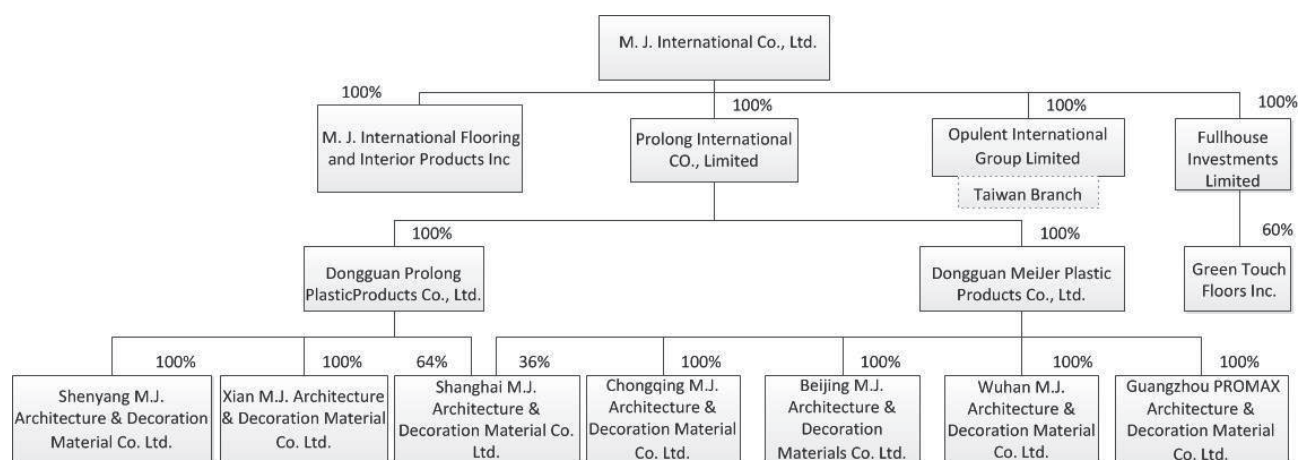 M. J. International Co., Ltd.
100%
100%
100%
100%
M. J. International Flooring
and Interior Products Inc
Prolong International
CO., Limited
Opulent International
Group Limited
Taiwan Branch
Fullhouse
Investments
Limited
100%
100%
60%
Dongguan Prolong
PlasticProducts Co., Ltd.
Dongguan MeiJer Plastic
Products Co., Ltd.
Green Touch
Floors Inc.
100%
100%
64%
36%
100%
100%
100%
100%
Shenyang M.J.
Architecture & Decoration
Material Co. Ltd.
Xian M.J. Architecture
& Decoration Material
Co. Ltd.
Shanghai M.J.
Architecture &
Decoration Material Co.
Ltd.
Chongqing M.J.
Architecture &
Decoration Material
Co. Ltd.
Beijing M.J.
Architecture &
Decoration
Materials Co. Ltd.
Wuhan M.J.
Architecture &
Decoration Material
Co. Ltd.
Guangzhou PROMAX
Architecture &
Decoration Material
Co. Ltd.